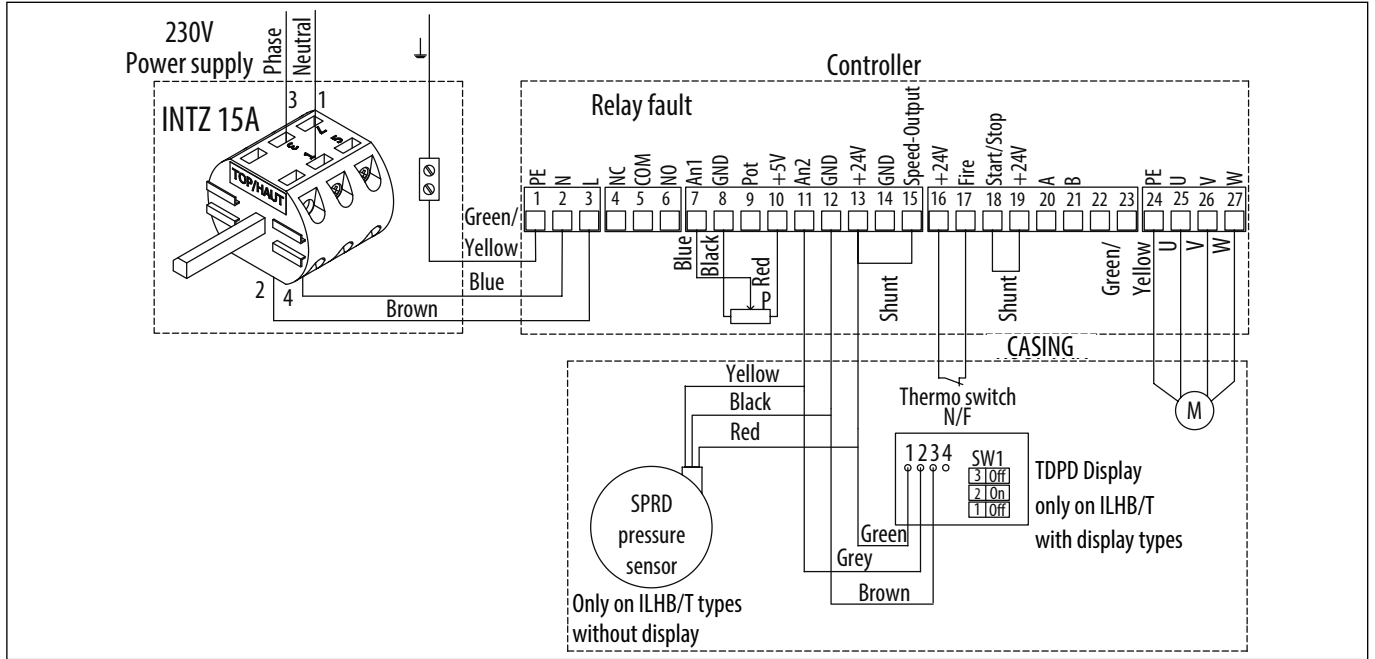 230V
Power supply
Phase
Neutral
3 1
INTZ 15A
TOP/HAUT
2 4
Controller
Relay fault
PE N L NC COM NO An1 GND Pot +5V An2 GND +24V GND Speed-Output +24V Fire Start/Stop +24V A B PE U V W
1 2 3 4 5 6 7 8 9 10 11 12 13 14 15 16 17 18 19 20 21 22 23 24 25 26 27
Green/
Yellow
Blue
Brown
Blue
Black
Red
P
Shunt
Shunt
Green/
Yellow
U
V
W
CASING
Yellow
Black
Red
Thermo switch
N/F
M
1 2 3 4
SW1
3 Off
2 On
1 Off
TDPD Display
only on ILHB/T
with display types
SPRD
pressure
sensor
Green
Grey
Brown
Only on ILHB/T types
without display